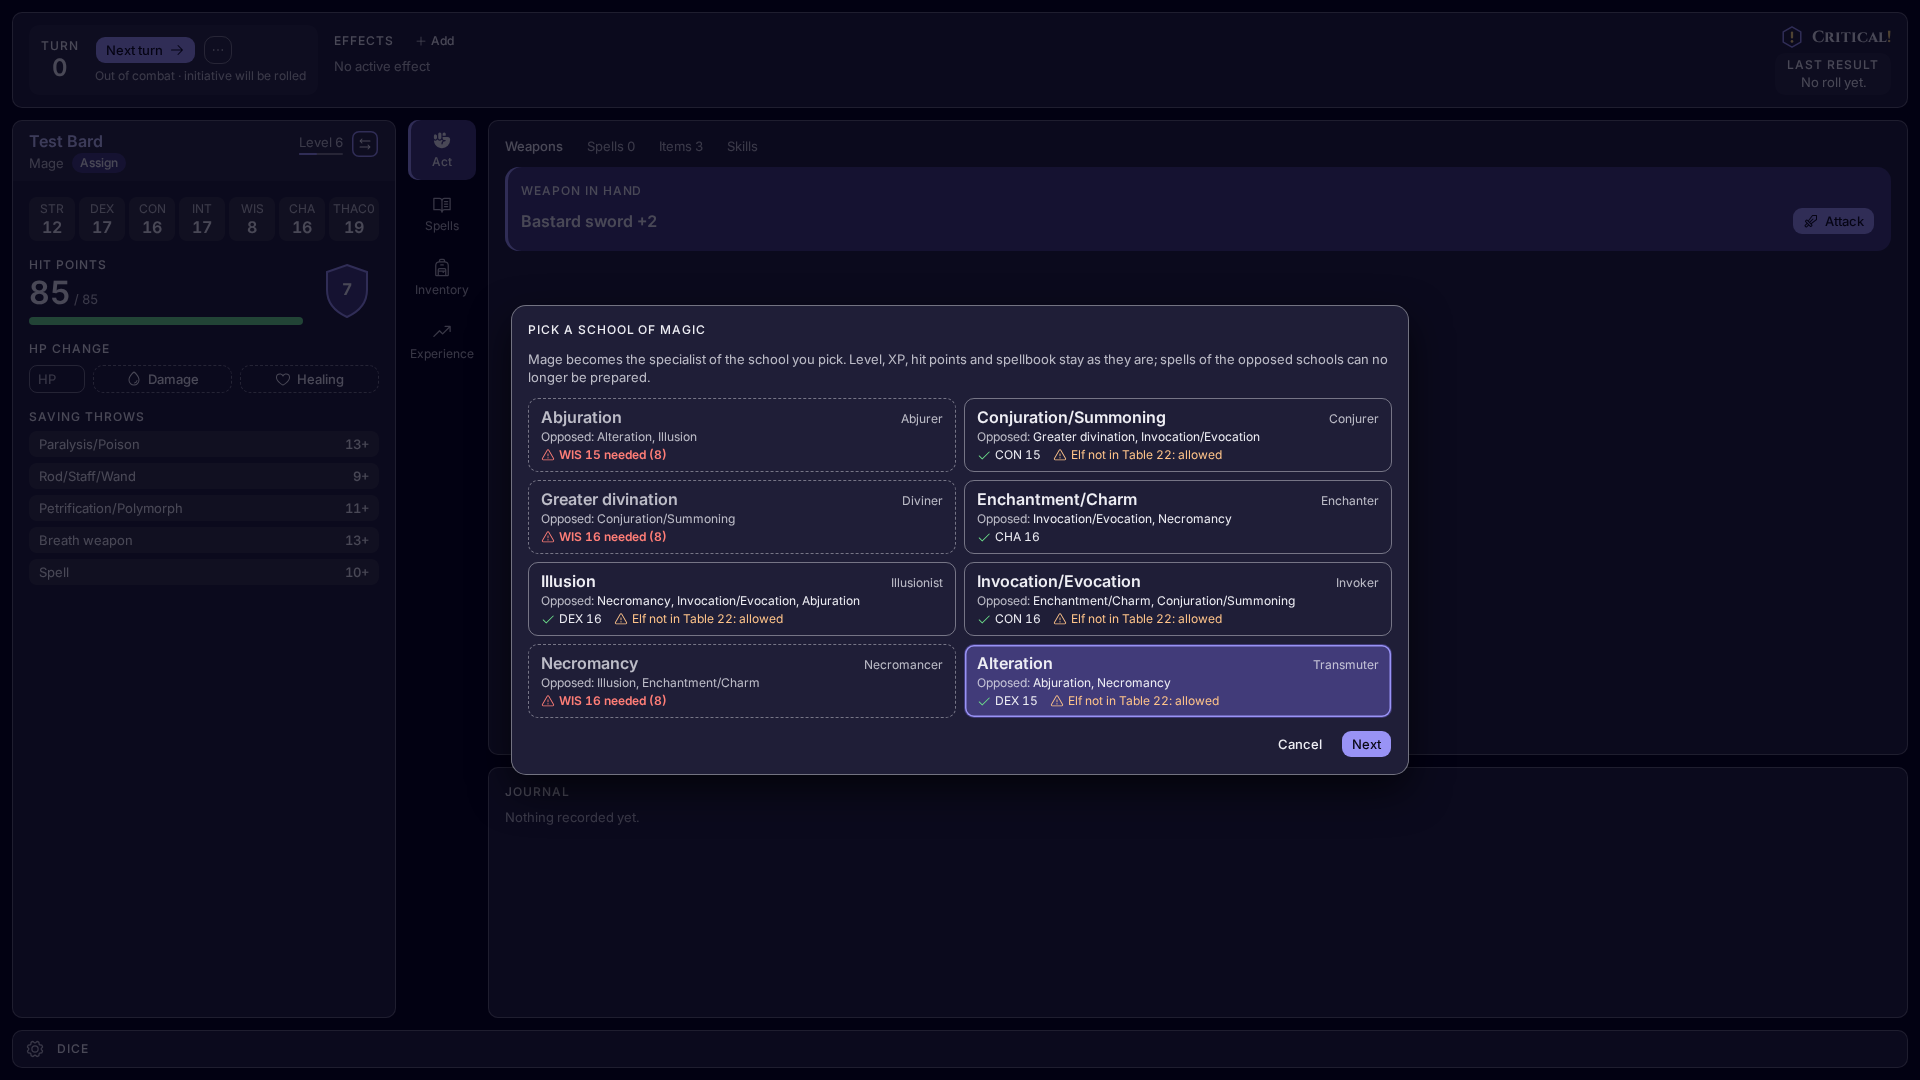 TURN
0
Next turn
Out of combat · initiative will be rolled
EFFECTS
Add
No active effect
CRITICAL!
LAST RESULT
No roll yet.
Test Bard
Mage Assign
Level 6
STR DEX CON INT WIS CHA THAC0
12 17 16 17 8 16 19
HIT POINTS
85 / 85
7
HP CHANGE
HP Damage Healing
SAVING THROWS
Paralysis/Poison 13+
Rod/Staff/Wand 9+
Petrification/Polymorph 11+
Breath weapon 13+
Spell 10+
Act
Spells
Inventory
Experience
Weapons Spells 0 Items 3 Skills
WEAPON IN HAND
Bastard sword +2
Attack
PICK A SCHOOL OF MAGIC
Mage becomes the specialist of the school you pick. Level, XP, hit points and spellbook stay as they are; spells of the opposed schools can no
longer be prepared.
Abjuration Abjurer
Opposed: Alteration, Illusion
WIS 15 needed (8)
Conjuration/Summoning Conjurer
Opposed: Greater divination, Invocation/Evocation
CON 15 Elf not in Table 22: allowed
Greater divination Diviner
Opposed: Conjuration/Summoning
WIS 16 needed (8)
Enchantment/Charm Enchanter
Opposed: Invocation/Evocation, Necromancy
CHA 16
Illusion Illusionist
Opposed: Necromancy, Invocation/Evocation, Abjuration
DEX 16 Elf not in Table 22: allowed
Invocation/Evocation Invoker
Opposed: Enchantment/Charm, Conjuration/Summoning
CON 16 Elf not in Table 22: allowed
Necromancy Necromancer
Opposed: Illusion, Enchantment/Charm
WIS 16 needed (8)
Alteration Transmuter
Opposed: Abjuration, Necromancy
DEX 15 Elf not in Table 22: allowed
Cancel Next
JOURNAL
Nothing recorded yet.
DICE